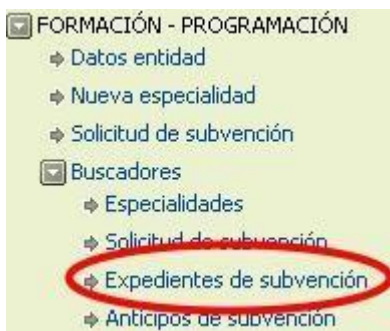 FORMACIÓN - PROGRAMACIÓN
Datos entidad
Nueva especialidad
Solicitud de subvención
Buscadores
Especialidades
Solicitud de subvención
Expedientes de subvención
Anticipos de subvención